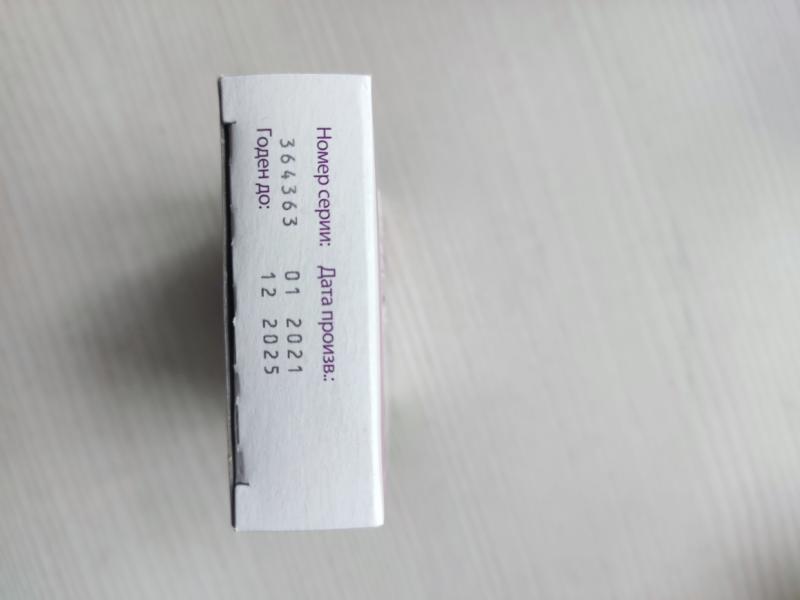 Номер серии: Дата произв.:
364363 01 2021
Годен до: 12 2025